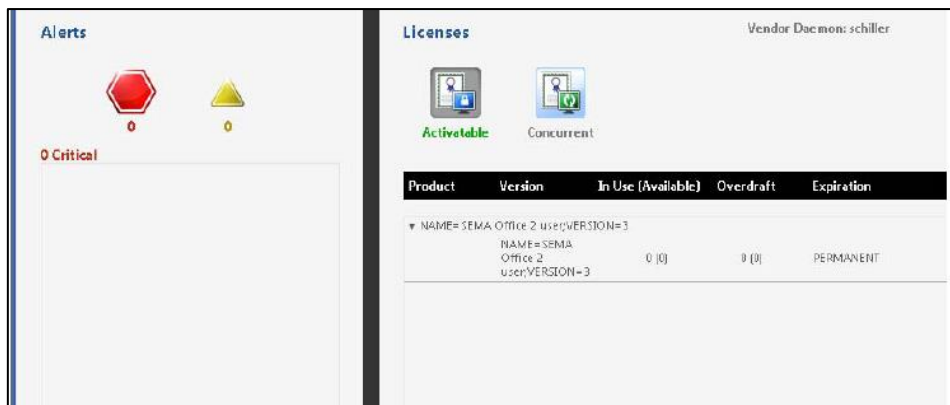 Alerts
0
0
0 Critical
Licenses
Vendor Daemon: schiller
Activatable
Concurrent
Product Version In Use (Available) Overdraft Expiration
NAME=SEMA Office 2 user;VERSION=3
NAME=SEMA
Office 2
user;VERSION=3
0 (0) 0 (0) PERMANENT